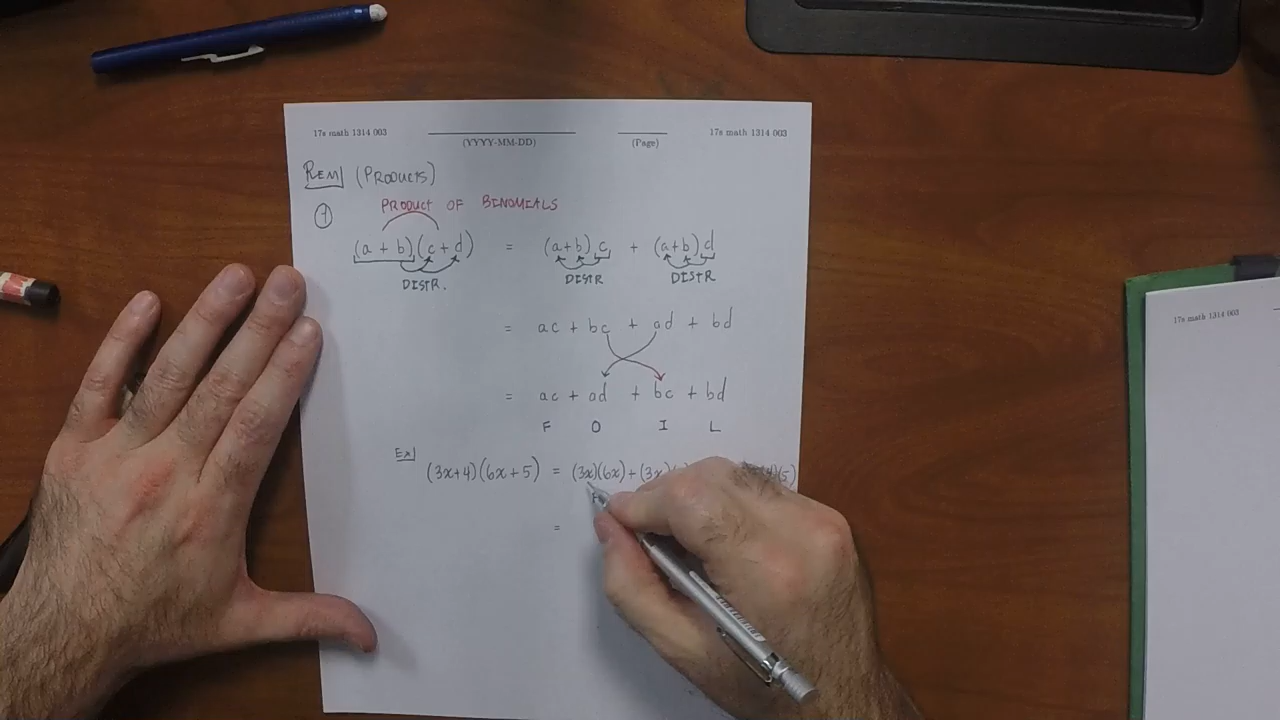 17s math 1314 003 (YYYY-MM-DD) (Page) 17s math 1314 003
REM (PRODUCTS)
PRODUCT OF BINOMIALS
1
(a + b)(c + d) = (a+b)c + (a+b)d
DISTR. DISTR DISTR
= ac + bc + ad + bd
= ac + ad + bc + bd
F O I L
Ex (3x+4)(6x+5) = (3x)(6x) + (3x)( )(5)
=
17s math 1314 003